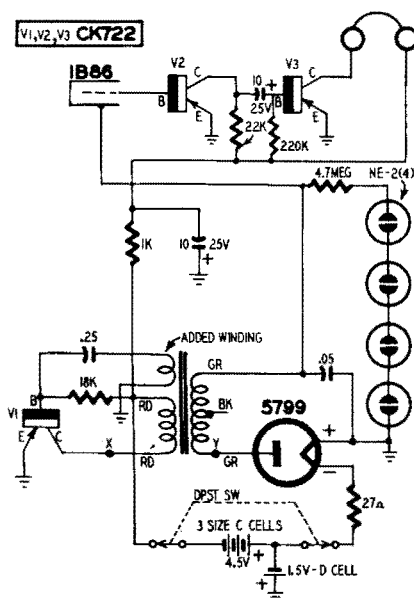 V1, V2, V3 CK722
1B86
V2
C
B
E
10
25V
V3
C
B
E
22K
220K
4.7MEG
NE-2(4)
1K
10
25V
+
.25
ADDED WINDING
GR
.05
B
18K
RD
BK
V1
E
C
X
RD
Y
GR
5799
+
−
27Ω
DPST SW
3 SIZE C CELLS
4.5V
+
1.5V-D CELL
+